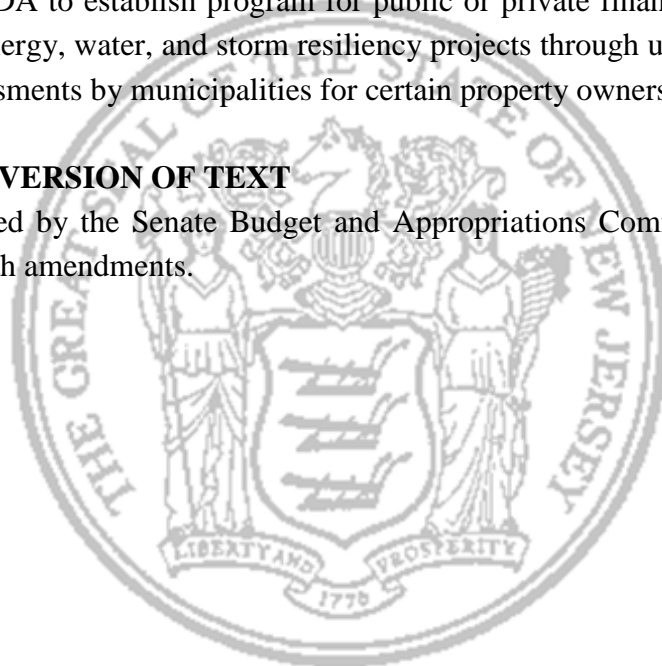 DA to establish program for public or private finan
ergy, water, and storm resiliency projects through u
sments by municipalities for certain property owners
VERSION OF TEXT
ed by the Senate Budget and Appropriations Com
h amendments.
THE GREAT SEAL OF THE STATE OF NEW JERSEY
LIBERTY AND PROSPERITY
1776